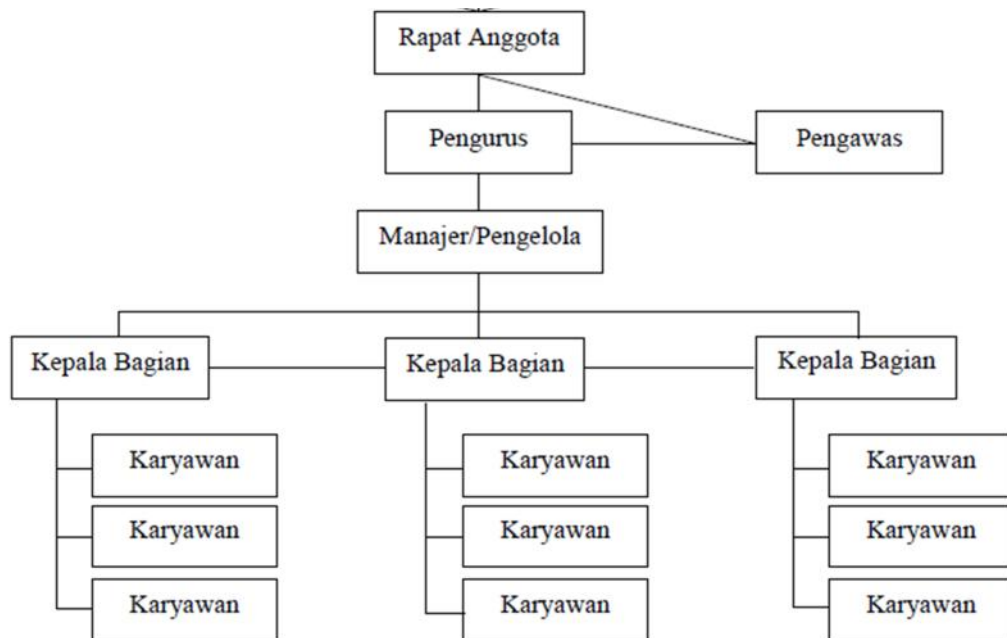 Rapat Anggota
Pengurus
Pengawas
Manajer/Pengelola
Kepala Bagian
Kepala Bagian
Kepala Bagian
Karyawan
Karyawan
Karyawan
Karyawan
Karyawan
Karyawan
Karyawan
Karyawan
Karyawan